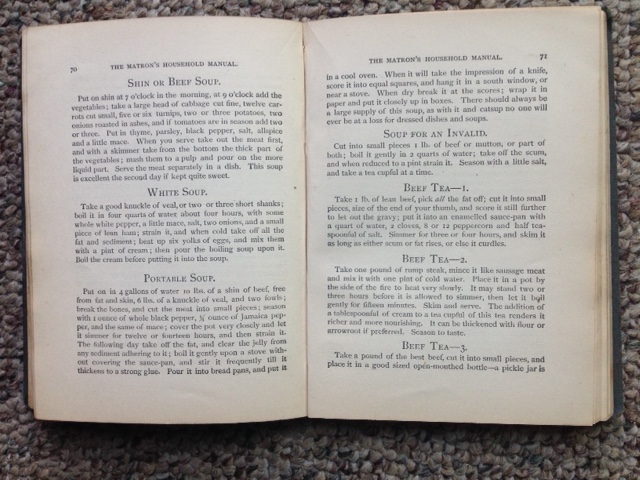 70 THE MATRON'S HOUSEHOLD MANUAL.
SHIN OR BEEF SOUP.
Put on shin at 7 o'clock in the morning, at 9 o'clock add the
vegetables; take a large head of cabbage cut fine, twelve car-
rots cut small, five or six turnips, two or three potatoes, two
onions roasted in ashes, and if tomatoes are in season add two
or three. Put in thyme, parsley, black pepper, salt, allspice
and a little mace. When you serve take out the meat first,
and with a skimmer take from the bottom the thick part of
the vegetables; mash them to a pulp and pour on the more
liquid part. Serve the meat separately in a dish. This soup
is excellent the second day if kept quite sweet.
WHITE SOUP.
Take a good knuckle of veal, or two or three short shanks;
boil it in four quarts of water about four hours, with some
whole white pepper, a little mace, salt, two onions, and a small
piece of lean ham; strain it, and when cold take off all the
fat and sediment; beat up six yolks of eggs, and mix them
with a pint of cream; then pour the boiling soup upon it.
Boil the cream before putting it into the soup.
PORTABLE SOUP.
Put on in 4 gallons of water 10 lbs. of a shin of beef, free
from fat and skin, 6 lbs. of a knuckle of veal, and two fowls;
break the bones, and cut the meat into small pieces; season
with 1 ounce of whole black pepper, ¼ ounce of Jamaica pep-
per, and the same of mace; cover the pot very closely and let
it simmer for twelve or fourteen hours, and then strain it.
The following day take off the fat, and clear the jelly from
any sediment adhering to it; boil it gently upon a stove with-
out covering the sauce-pan, and stir it frequently till it
thickens to a strong glue. Pour it into bread pans, and put it
THE MATRON'S HOUSEHOLD MANUAL. 71
in a cool oven. When it will take the impression of a knife,
score it into equal squares, and hang it in a south window, or
near a stove. When dry break it at the scores; wrap it in
paper and put it closely up in boxes. There should always be
a large supply of this soup, as with it and catsup no one will
ever be at a loss for dressed dishes and soups.
SOUP FOR AN INVALID.
Cut into small pieces 1 lb. of beef or mutton, or part of
both; boil it gently in 2 quarts of water; take off the scum,
and when reduced to a pint strain it. Season with a little salt,
and take a tea cupful at a time.
BEEF TEA—1.
Take 1 lb. of lean beef, pick all the fat off; cut it into small
pieces, size of the end of your thumb, and score it still further
to let out the gravy; put it into an enamelled sauce-pan with
a quart of water, 2 cloves, 8 or 12 peppercorn and half tea-
spoonful of salt. Simmer for three or four hours, and skim it
as long as either scum or fat rises, or else it curdles.
BEEF TEA—2.
Take one pound of rump steak, mince it like sausage meat
and mix it with one pint of cold water. Place it in a pot by
the side of the fire to heat very slowly. It may stand two or
three hours before it is allowed to simmer, then let it boil
gently for fifteen minutes. Skim and serve. The addition of
a tablespoonful of cream to a tea cupful of this tea renders it
richer and more nourishing. It can be thickened with flour or
arrowroot if preferred. Season to taste.
BEEF TEA—3.
Take a pound of the best beef, cut it into small pieces, and
place it in a good sized open-mouthed bottle—a pickle jar is